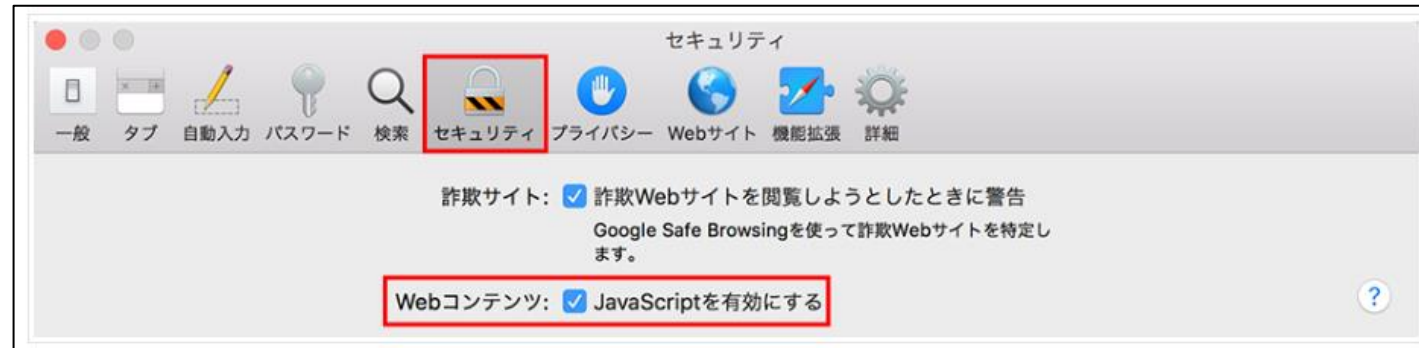 セキュリティ
一般 タブ 自動入力 パスワード 検索 セキュリティ プライバシー Webサイト 機能拡張 詳細
詐欺サイト: 詐欺Webサイトを閲覧しようとしたときに警告
Google Safe Browsingを使って詐欺Webサイトを特定し
ます。
Webコンテンツ: JavaScriptを有効にする
?